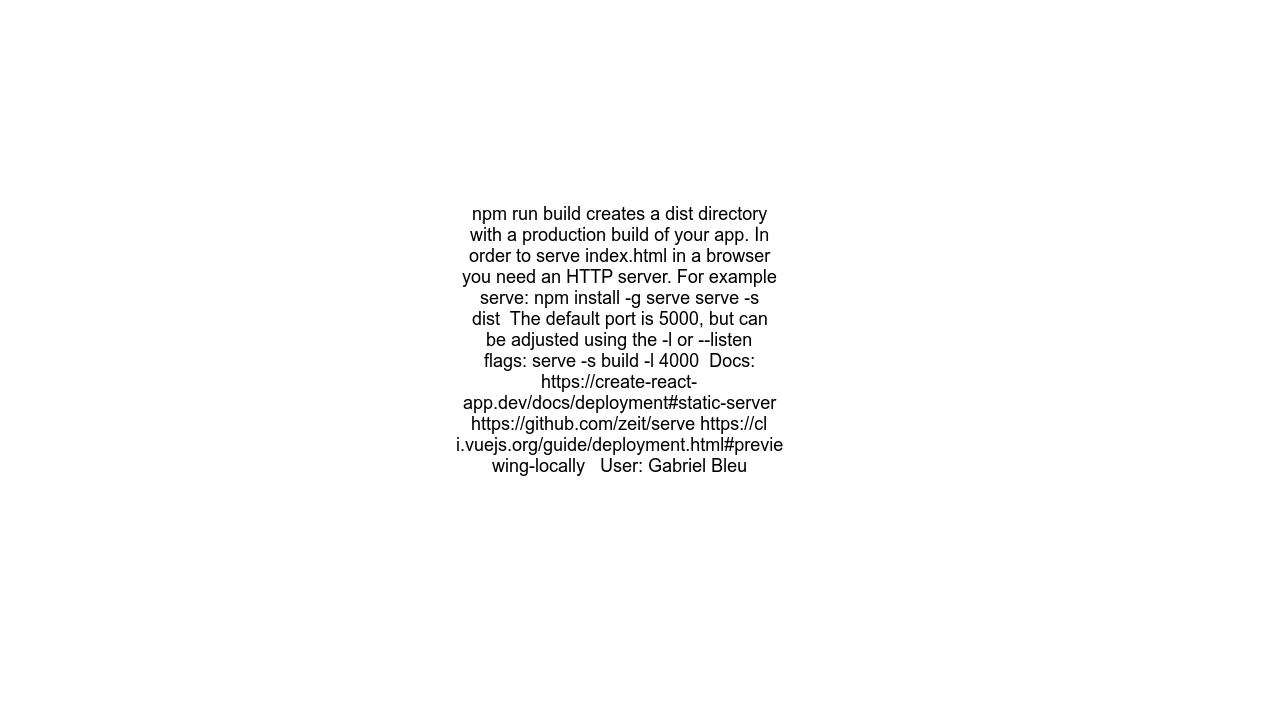 npm run build creates a dist directory
with a production build of your app. In
order to serve index.html in a browser
you need an HTTP server. For example
serve: npm install -g serve serve -s
dist  The default port is 5000, but can
be adjusted using the -l or --listen
flags: serve -s build -l 4000  Docs:
https://create-react-
app.dev/docs/deployment#static-server
https://github.com/zeit/serve https://cl
i.vuejs.org/guide/deployment.html#previe
wing-locally   User: Gabriel Bleu